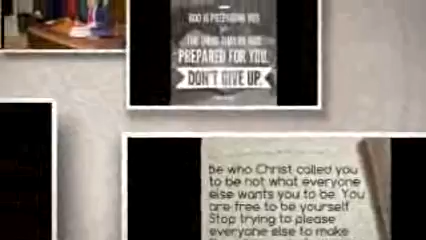 GOD IS PREPARING YOU
PREPARED FOR YOU.
DON'T GIVE UP.
Be who Christ called you
to be not what everyone
else wants you to be. You
are free to be yourself.
Stop trying to please
everyone else to make